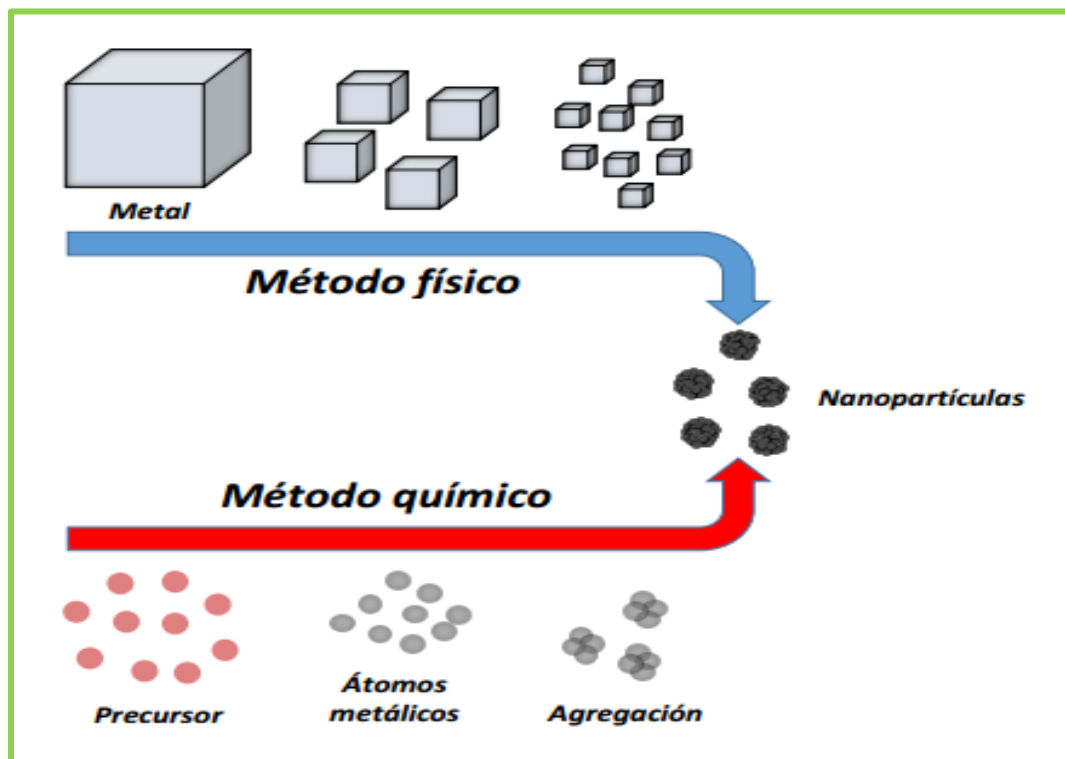 Metal
Método físico
Nanopartículas
Método químico
Precursor
Átomos
metálicos
Agregación